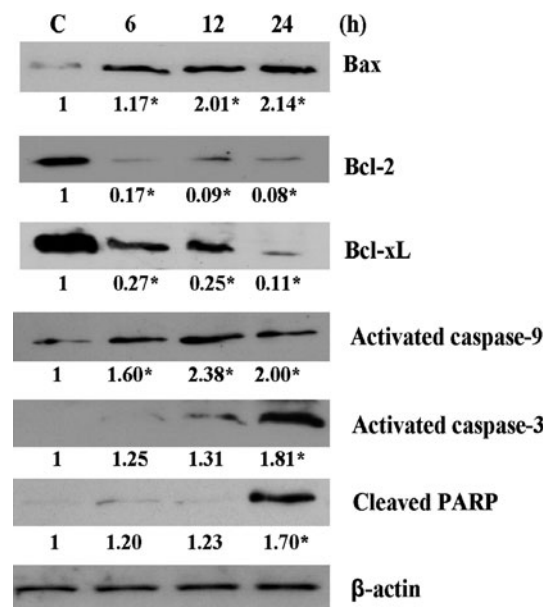 C 6 12 24 (h)
Bax
1 1.17* 2.01* 2.14*
Bcl-2
1 0.17* 0.09* 0.08*
Bcl-xL
1 0.27* 0.25* 0.11*
Activated caspase-9
1 1.60* 2.38* 2.00*
Activated caspase-3
1 1.25 1.31 1.81*
Cleaved PARP
1 1.20 1.23 1.70*
β-actin